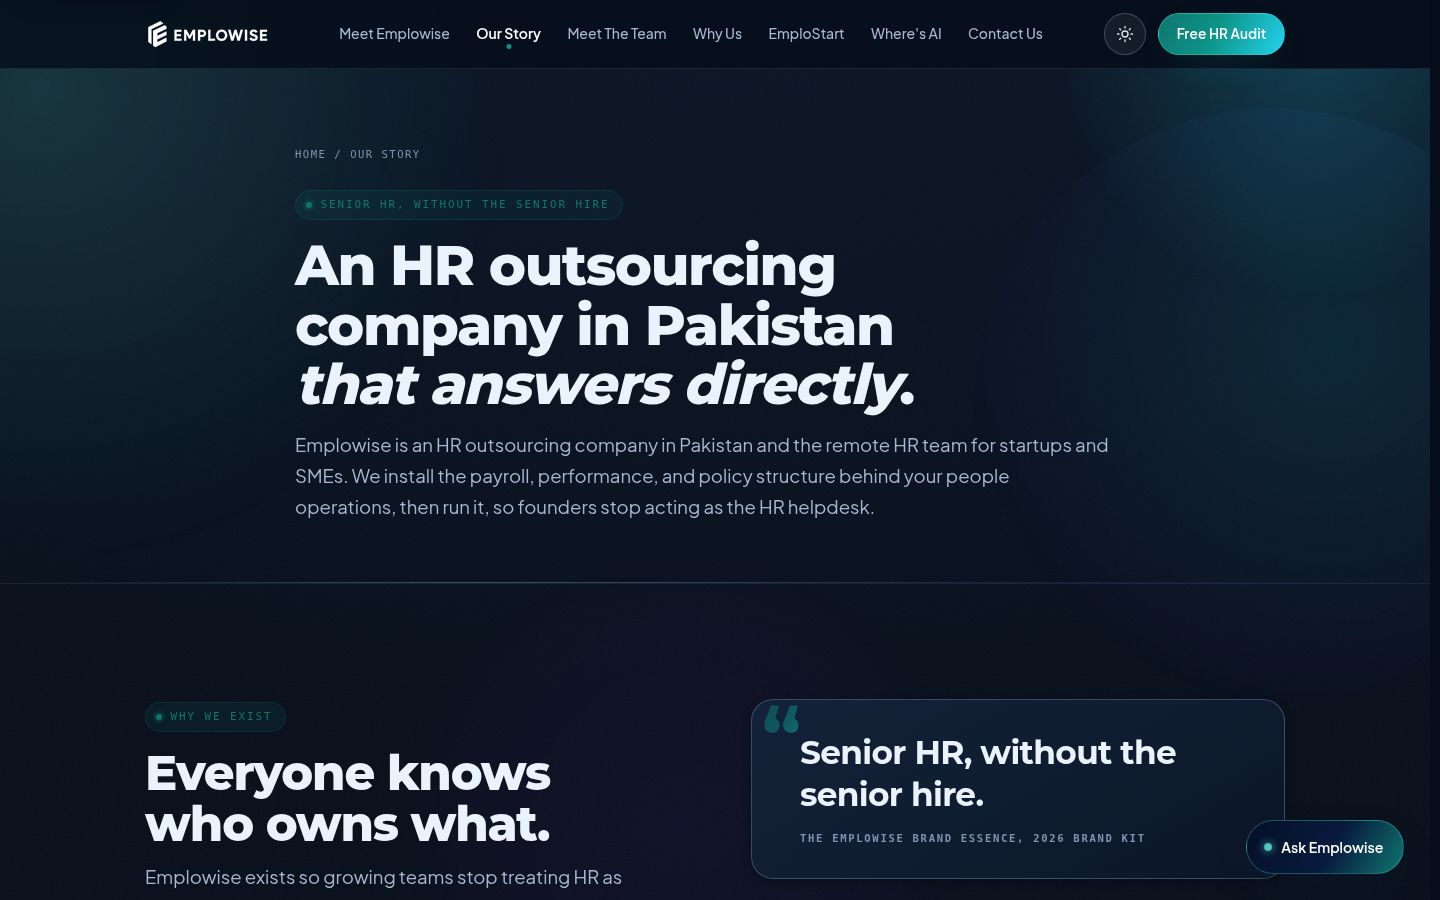 EMPLOWISE
Meet Emplowise
Our Story
Meet The Team
Why Us
EmploStart
Where's AI
Contact Us
Free HR Audit
HOME / OUR STORY
SENIOR HR, WITHOUT THE SENIOR HIRE
An HR outsourcing
company in Pakistan
that answers directly.
Emplowise is an HR outsourcing company in Pakistan and the remote HR team for startups and
SMEs. We install the payroll, performance, and policy structure behind your people
operations, then run it, so founders stop acting as the HR helpdesk.
WHY WE EXIST
Everyone knows
who owns what.
Emplowise exists so growing teams stop treating HR as
“
Senior HR, without the
senior hire.
THE EMPLOWISE BRAND ESSENCE, 2026 BRAND KIT
Ask Emplowise